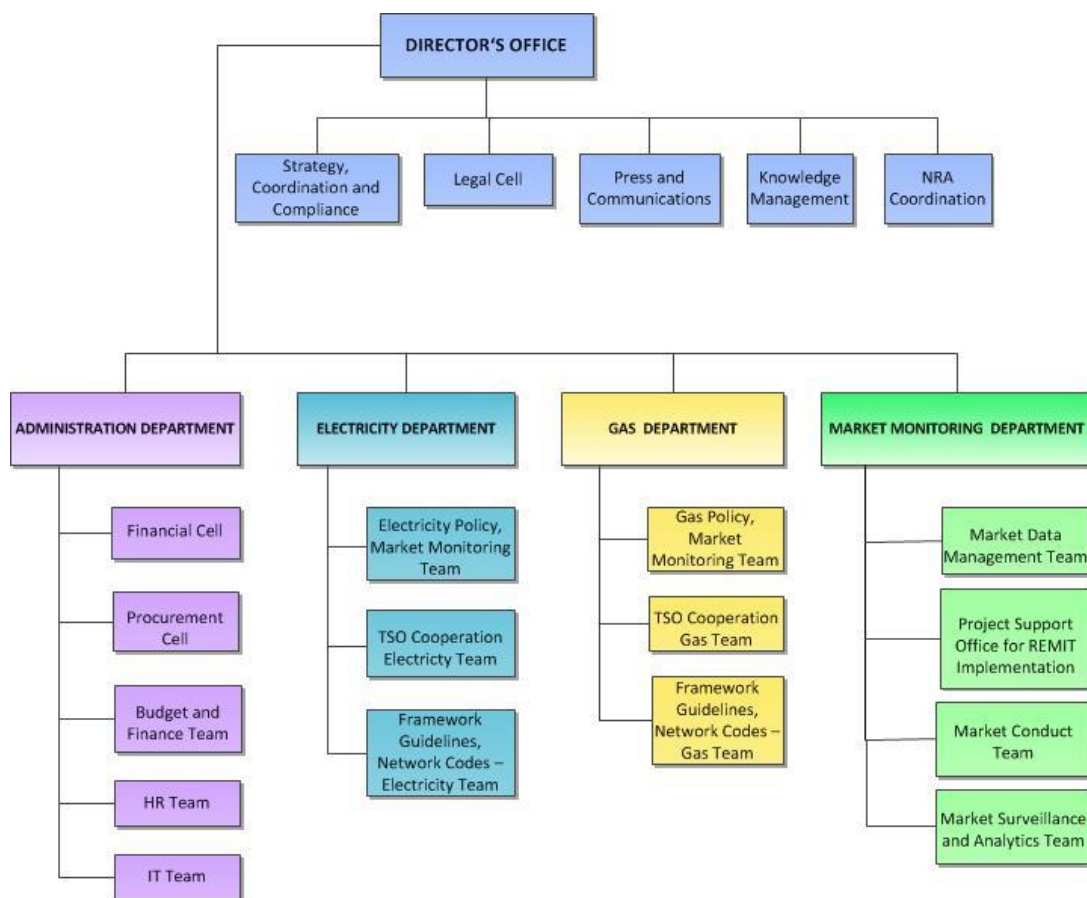 DIRECTOR‘S OFFICE
Strategy,
Coordination and
Compliance
Legal Cell
Press and
Communications
Knowledge
Management
NRA
Coordination
ADMINISTRATION DEPARTMENT
ELECTRICITY DEPARTMENT
GAS DEPARTMENT
MARKET MONITORING DEPARTMENT
Financial Cell
Procurement
Cell
Budget and
Finance Team
HR Team
IT Team
Electricity Policy,
Market Monitoring
Team
TSO Cooperation
Electricty Team
Framework
Guidelines,
Network Codes –
Electricity Team
Gas Policy,
Market
Monitoring Team
TSO Cooperation
Gas Team
Framework
Guidelines,
Network Codes –
Gas Team
Market Data
Management Team
Project Support
Office for REMIT
Implementation
Market Conduct
Team
Market Surveillance
and Analytics Team